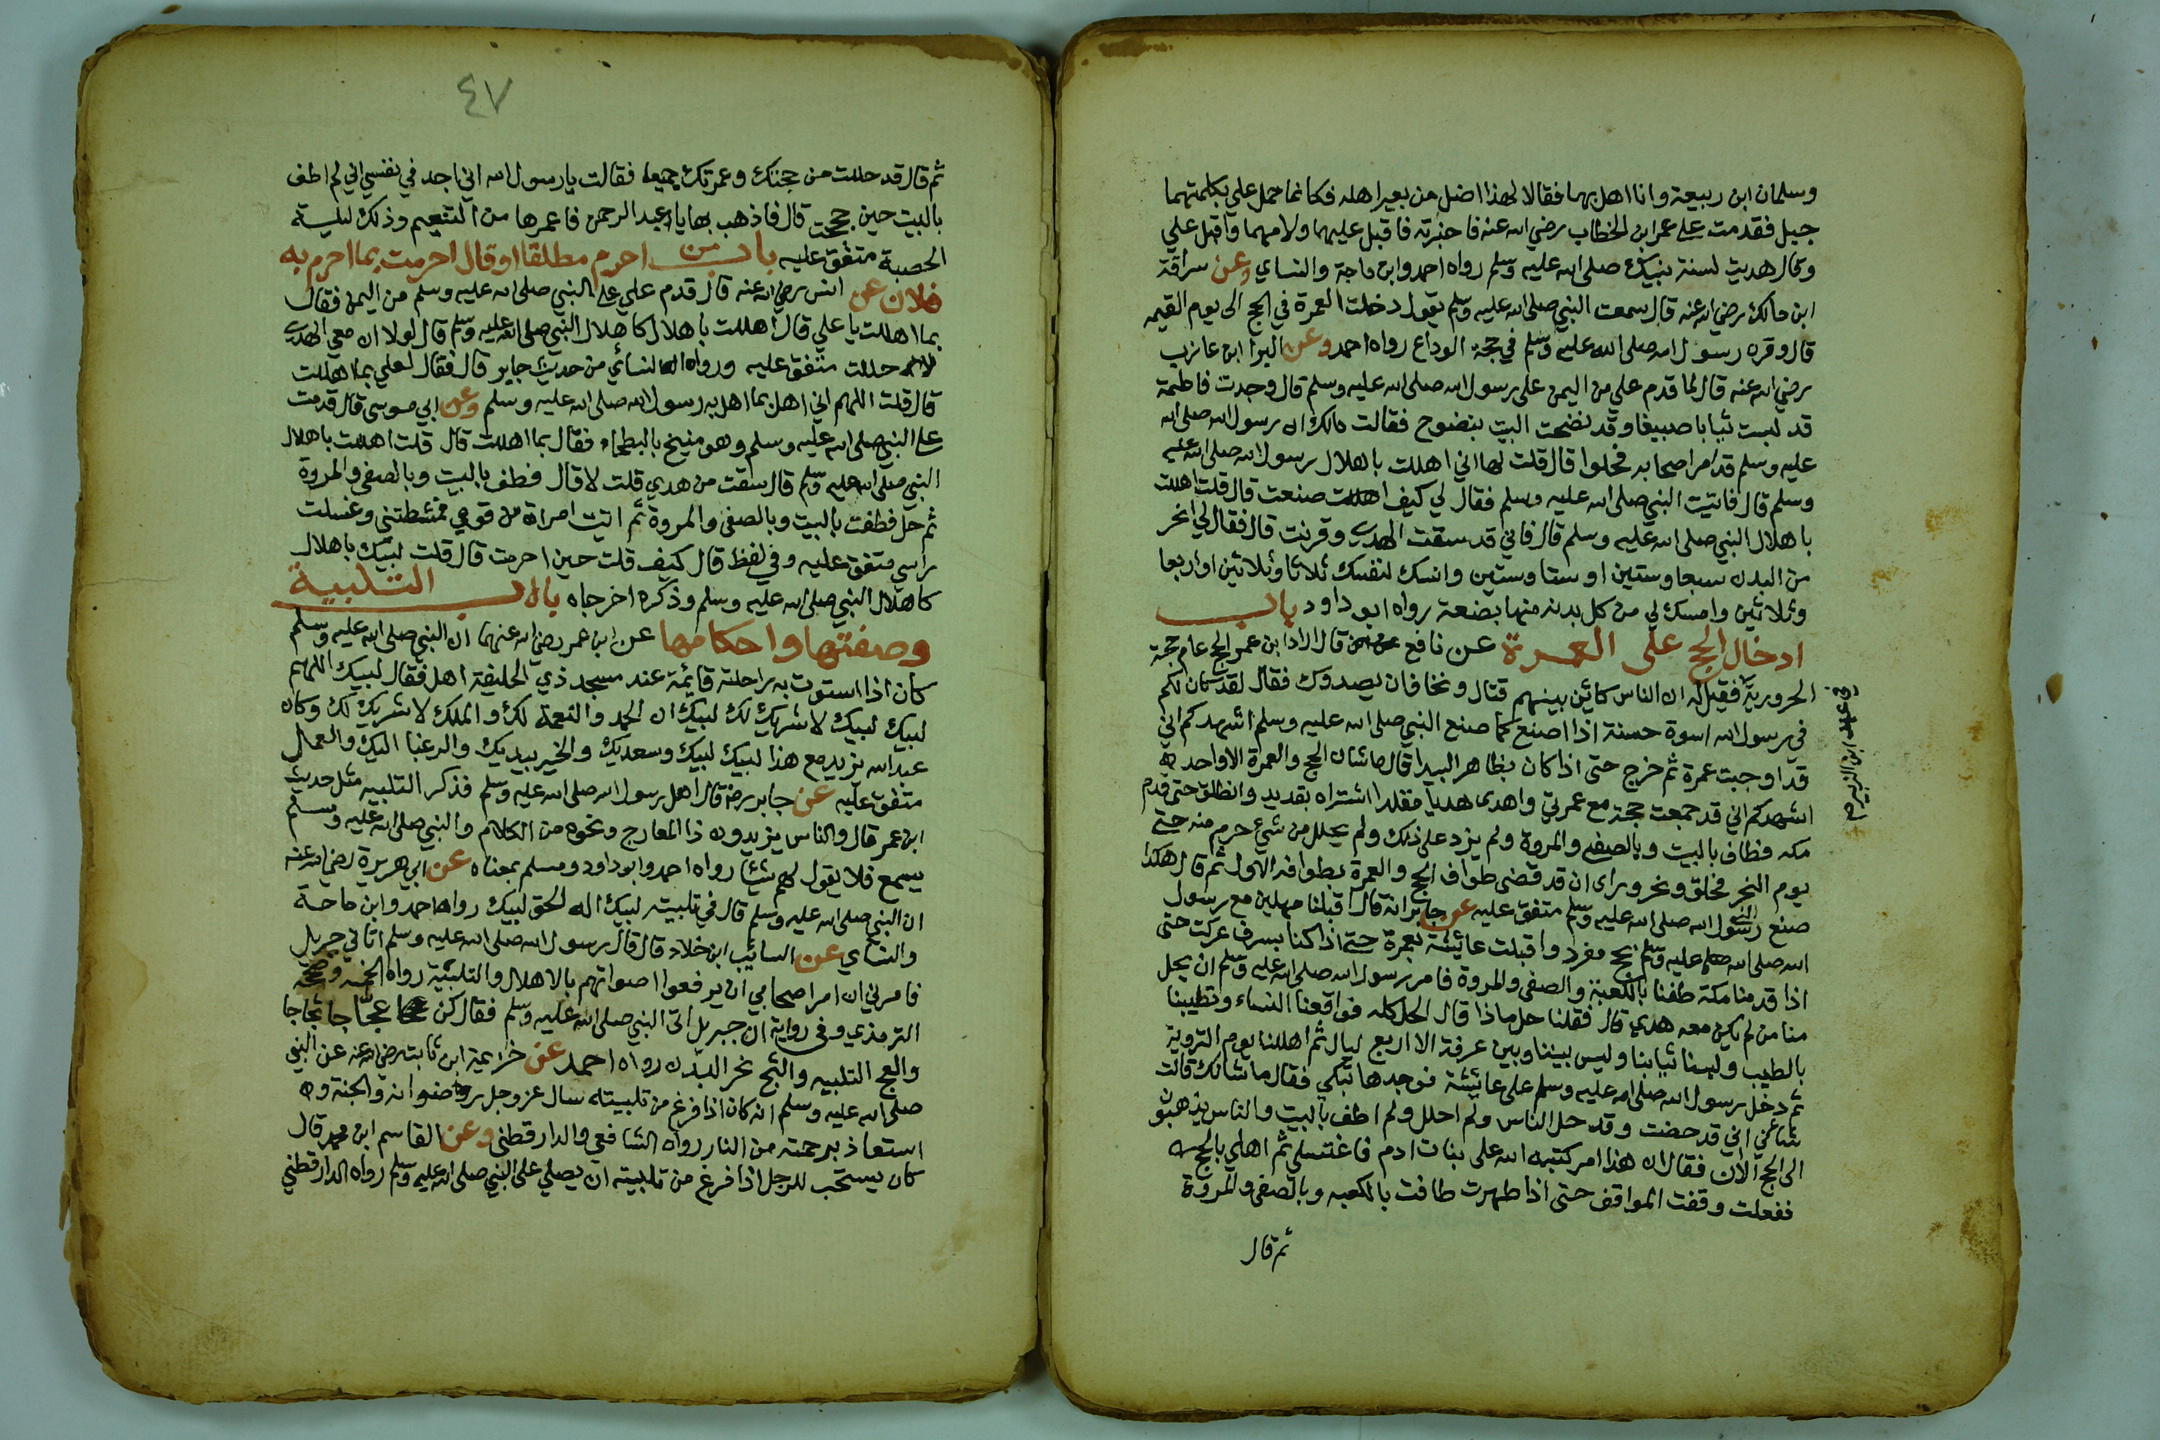 وسلمان ابن ربيعة وانا اهل بهما فقالا لهذا اضل من بعير اهله فكانما حمل علي بكلمتهما
جبل فقدمت على عمر ابن الخطاب رضي الله عنه فاخبرته فاقبل عليهما ولامهما واقبل علي
وقال هديت لسنة نبيك صلى الله عليه وسلم رواه احمد وابن ماجة والنساي وعن سراقة
ابن مالك رضي الله عنه قال سمعت النبي صلى الله عليه وسلم يقول دخلت العمرة في الحج الى يوم القيمه
قال وقرن رسول الله صلى الله عليه وسلم في حجة الوداع رواه احمد وعن البرا ابن عازب
رضي الله عنه قال لما قدم علي من اليمن على رسول الله صلى الله عليه وسلم قال وجدت فاطمة
قد لبست ثيابا صبيغا وقد نضحت البيت بنضوح فقالت مالك ان رسول الله صلى الله
عليه وسلم قد امر اصحابه فحلوا قال قلت لها اني اهللت باهلال رسول الله صلى الله عليه
وسلم قال فاتيت النبي صلى الله عليه وسلم فقال لي كيف صنعت قال قلت اهللت
باهلال النبي صلى الله عليه وسلم قال فاني قد سقت الهدي وقرنت قال فقال لي انحر
من البدن سبعا وستين او ستا وستين وانسك لنفسك ثلاثا وثلاثين او اربعا
وثلاثين وامسك لي من كل بدنه منها بضعة رواه ابو داود باب
ادخال الحج على العمرة عن نافع قال اراد ابن عمر الحج عام حجة
الحرورية فقيل له ان الناس كائن بينهم قتال ونخاف ان يصدوك فقال لقد كان لكم
في عهد ابن الزبير صح
في رسول الله اسوة حسنة اذا اصنع كما صنع النبي صلى الله عليه وسلم اشهدكم اني
قد اوجبت عمرة ثم خرج حتى اذا كان بظاهر البيدا قال ما شان الحج والعمرة الا واحد
اشهدكم اني قد جمعت حجة مع عمرتي واهدى هديا مقلدا اشتراه بقديد وانطلق حتى قدم
مكه فطاف بالبيت وبالصفى والمروة ولم يزد على ذلك ولم يحلل من شيء حرم منه حتى
يوم النحر فحلق ونحر وراى ان قد قضى طواف الحج والعمرة بطوافه الاول ثم قال هكذا
صنع رسول الله صلى الله عليه وسلم متفق عليه عن جابر انه قال اقبلنا مهلين مع رسول
الله صلى الله عليه وسلم بحج مفرد واقبلت عائشة بعمرة حتى اذا كنا بسرف عركت حتى
اذا قدمنا مكة طفنا بالكعبة والصفى والمروة فامر رسول الله صلى الله عليه وسلم ان يحل
منا من لم يكن معه هدي قال فقلنا حل ماذا قال الحل كله فواقعنا النساء وتطيبنا
بالطيب ولبسنا ثيابنا وليس بيننا وبين عرفة الا اربع ليال ثم اهللنا يوم التروية
ثم دخل رسول الله صلى الله عليه وسلم على عائشة فوجدها تبكي فقال ما شانك قالت
شاني اني قد حضت وقد حل الناس ولم احلل ولم اطف بالبيت والناس يذهبون
الى الحج الان فقال ان هذا امر كتبه الله على بنات ادم فاغتسلي ثم اهلي بالحج
ففعلت وقفت المواقف حتى اذا طهرت طافت بالكعبه وبالصفى والمروة
ثم قال
٤٧
ثم قال قد حللت من حجتك وعمرتك جميعا فقالت يا رسول الله اني اجد في نفسي اني لم اطف
بالبيت حين حججت قال فاذهب بها يا عبد الرحمن فاعمرها من التنعيم وذلك ليلة
الحصبة متفق عليه باب من احرم مطلقا او قال احرمت بما احرم به
فلان عن انس رضي الله عنه قال قدم علي على النبي صلى الله عليه وسلم من اليمن فقال
بما اهللت يا علي قال اهللت باهلال كاهلال النبي صلى الله عليه وسلم قال لولا ان معي الهدي
لاحللت متفق عليه ورواه النسائي من حديث جابر قال فقال لعلي بما اهللت
قال قلت اللهم اني اهل بما اهل به رسول الله صلى الله عليه وسلم وعن ابي موسى قال قدمت
على النبي صلى الله عليه وسلم وهو منيخ بالبطحاء فقال بما اهللت قال قلت اهللت باهلال
النبي صلى الله عليه وسلم قال سقت من هدي قلت لا قال فطف بالبيت وبالصفى والمروة
ثم حل فطفت بالبيت وبالصفى والمروة ثم اتيت امراة من قومي فمشطتني وغسلت
راسي متفق عليه وفي لفظ قال كيف قلت حين احرمت قال قلت لبيك باهلال
كاهلال النبي صلى الله عليه وسلم وذكره اخرجاه باب التلبية
وصفتها واحكامها عن ابن عمر رضي الله عنهما ان النبي صلى الله عليه وسلم
كان اذا استوت به راحلته قائمة عند مسجد ذي الحليفة اهل فقال لبيك اللهم
لبيك لبيك لا شريك لك لبيك ان الحمد والنعمة لك والملك لا شريك لك وكان
عبد الله يزيد مع هذا لبيك لبيك وسعديك والخير بيديك والرغبا اليك والعمل
متفق عليه عن جابر رضه قال اهل رسول الله صلى الله عليه وسلم فذكر التلبيه مثل حديث
ابن عمر قال والناس يزيدون ذا المعارج ونحوه من الكلام والنبي صلى الله عليه وسلم
يسمع فلا يقول لهم شيئا رواه احمد وابو داود ومسلم بمعناه عن ابي هريرة رضي الله عنه
ان النبي صلى الله عليه وسلم قال في تلبيته لبيك اله الحق لبيك رواه احمد وابن ماجة
والنساي عن السائب ابن خلاد قال قال رسول الله صلى الله عليه وسلم اتاني جبريل
فامرني ان امر اصحابي ان يرفعوا اصواتهم بالاهلال والتلبية رواه الخمسة وصححه
الترمذي وفي رواية ان جبريل اتى النبي صلى الله عليه وسلم فقال كن عجاجا ثجاجا
والعج التلبيه والثج نحر البدن رواه احمد عن خزيمة ابن ثابت رضي الله عنه عن النبي
صلى الله عليه وسلم انه كان اذا فرغ من تلبيته سال عز وجل رضوانه والجنة و
استعاذ برحمته من النار رواه الشافعي والدارقطني وعن القاسم ابن محمد قال
كان يستحب للرجل اذا فرغ من تلبيته ان يصلي على النبي صلى الله عليه وسلم رواه الدارقطني